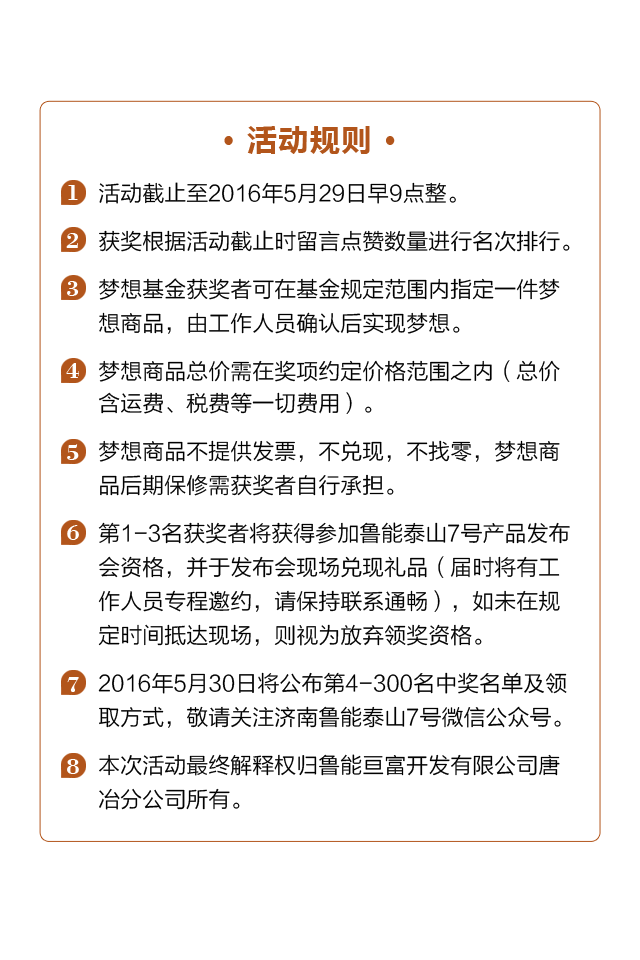 · 活动规则 ·
1 活动截止至2016年5月29日早9点整。
2 获奖根据活动截止时留言点赞数量进行名次排行。
3 梦想基金获奖者可在基金规定范围内指定一件梦
想商品，由工作人员确认后实现梦想。
4 梦想商品总价需在奖项约定价格范围之内（总价
含运费、税费等一切费用）。
5 梦想商品不提供发票，不兑现，不找零，梦想商
品后期保修需获奖者自行承担。
6 第1-3名获奖者将获得参加鲁能泰山7号产品发布
会资格，并于发布会现场兑现礼品（届时将有工
作人员专程邀约，请保持联系通畅），如未在规
定时间抵达现场，则视为放弃领奖资格。
7 2016年5月30日将公布第4-300名中奖名单及领
取方式，敬请关注济南鲁能泰山7号微信公众号。
8 本次活动最终解释权归鲁能亘富开发有限公司唐
冶分公司所有。